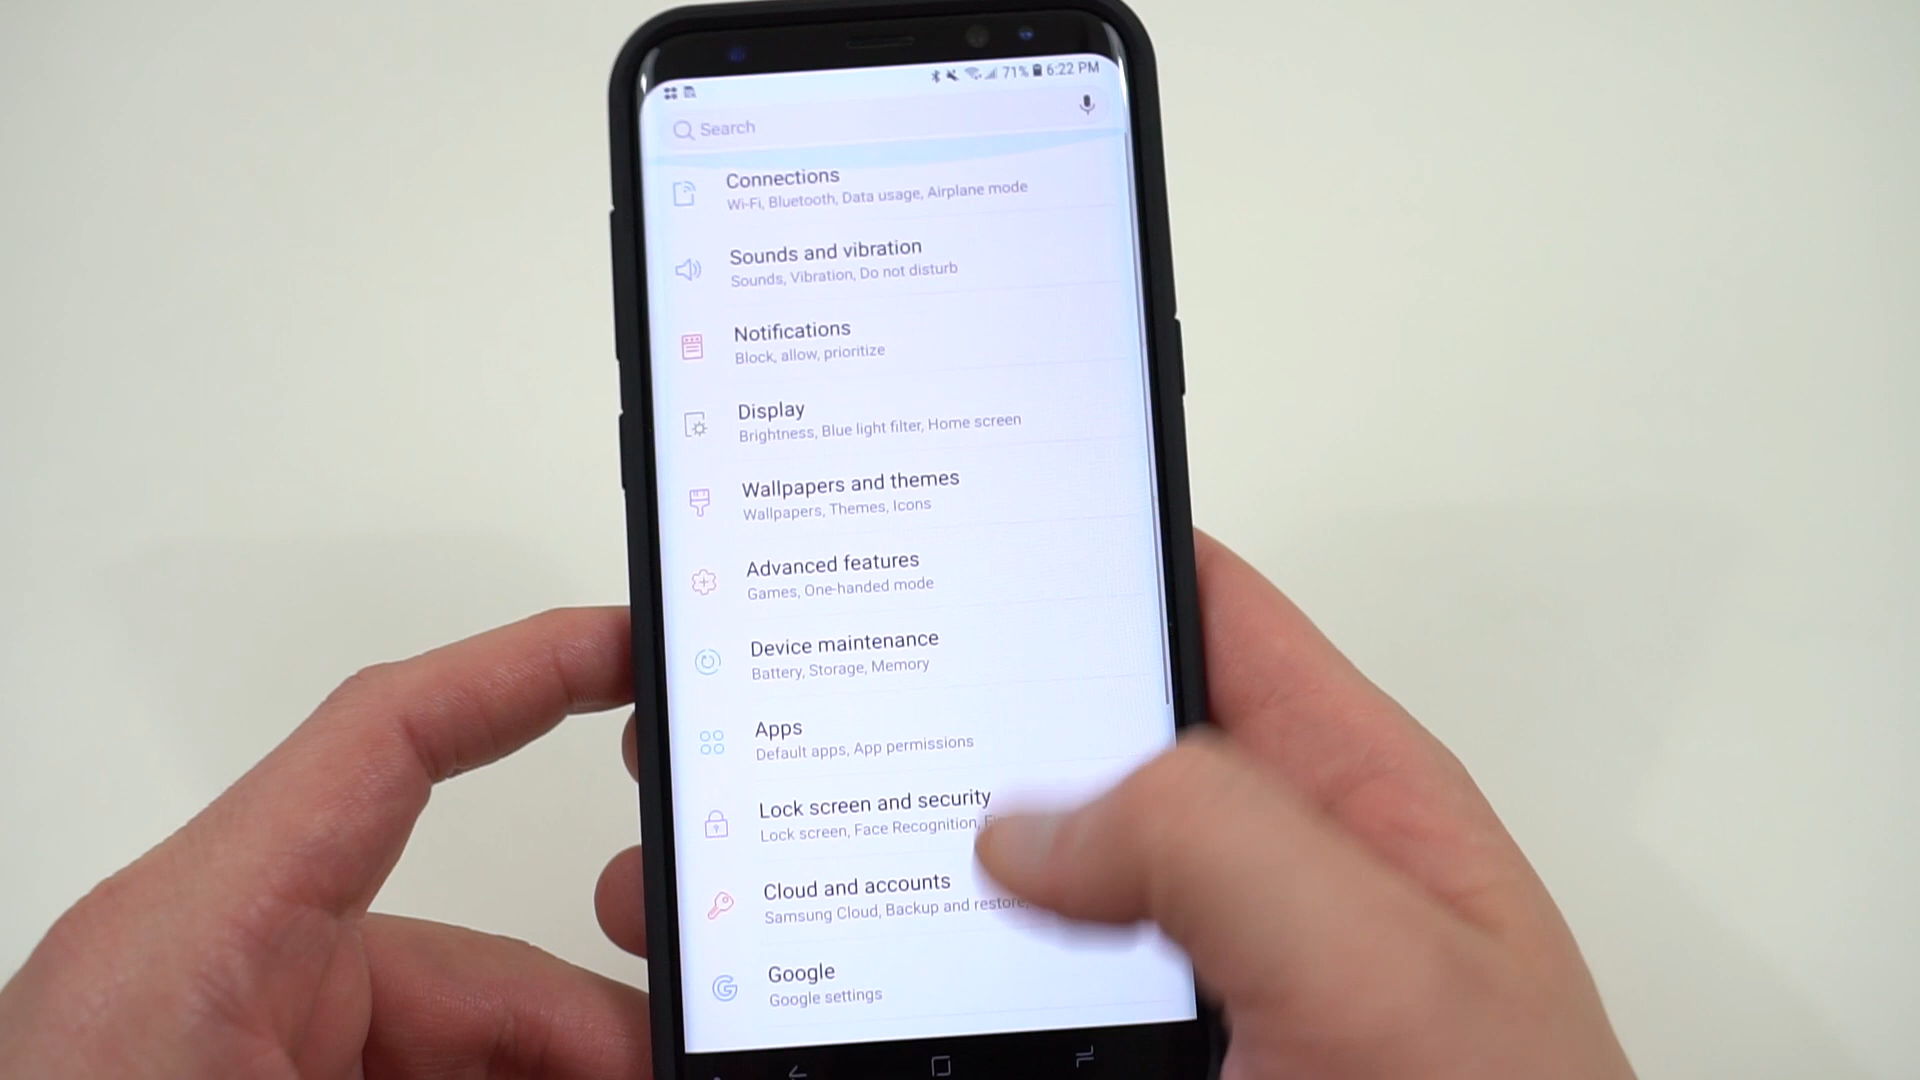 71% 6:22 PM
Search
Connections
Wi-Fi, Bluetooth, Data usage, Airplane mode
Sounds and vibration
Sounds, Vibration, Do not disturb
Notifications
Block, allow, prioritize
Display
Brightness, Blue light filter, Home screen
Wallpapers and themes
Wallpapers, Themes, Icons
Advanced features
Games, One-handed mode
Device maintenance
Battery, Storage, Memory
Apps
Default apps, App permissions
Lock screen and security
Lock screen, Face Recognition,
Cloud and accounts
Samsung Cloud, Backup and restore,
Google
Google settings